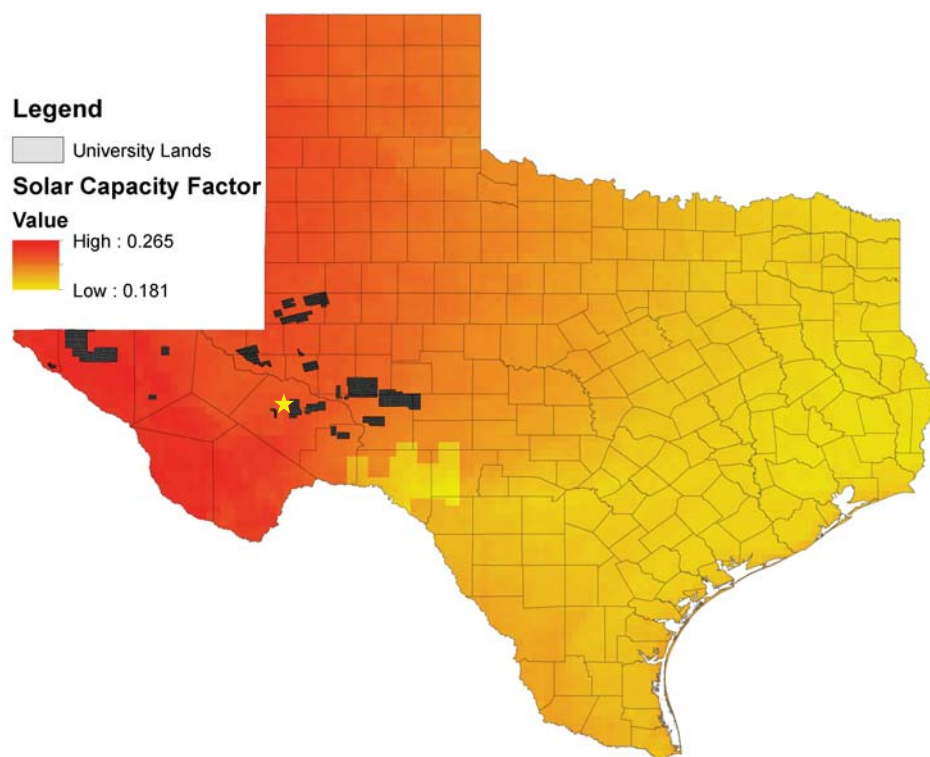 Legend
University Lands
Solar Capacity Factor
Value
High : 0.265
Low : 0.181